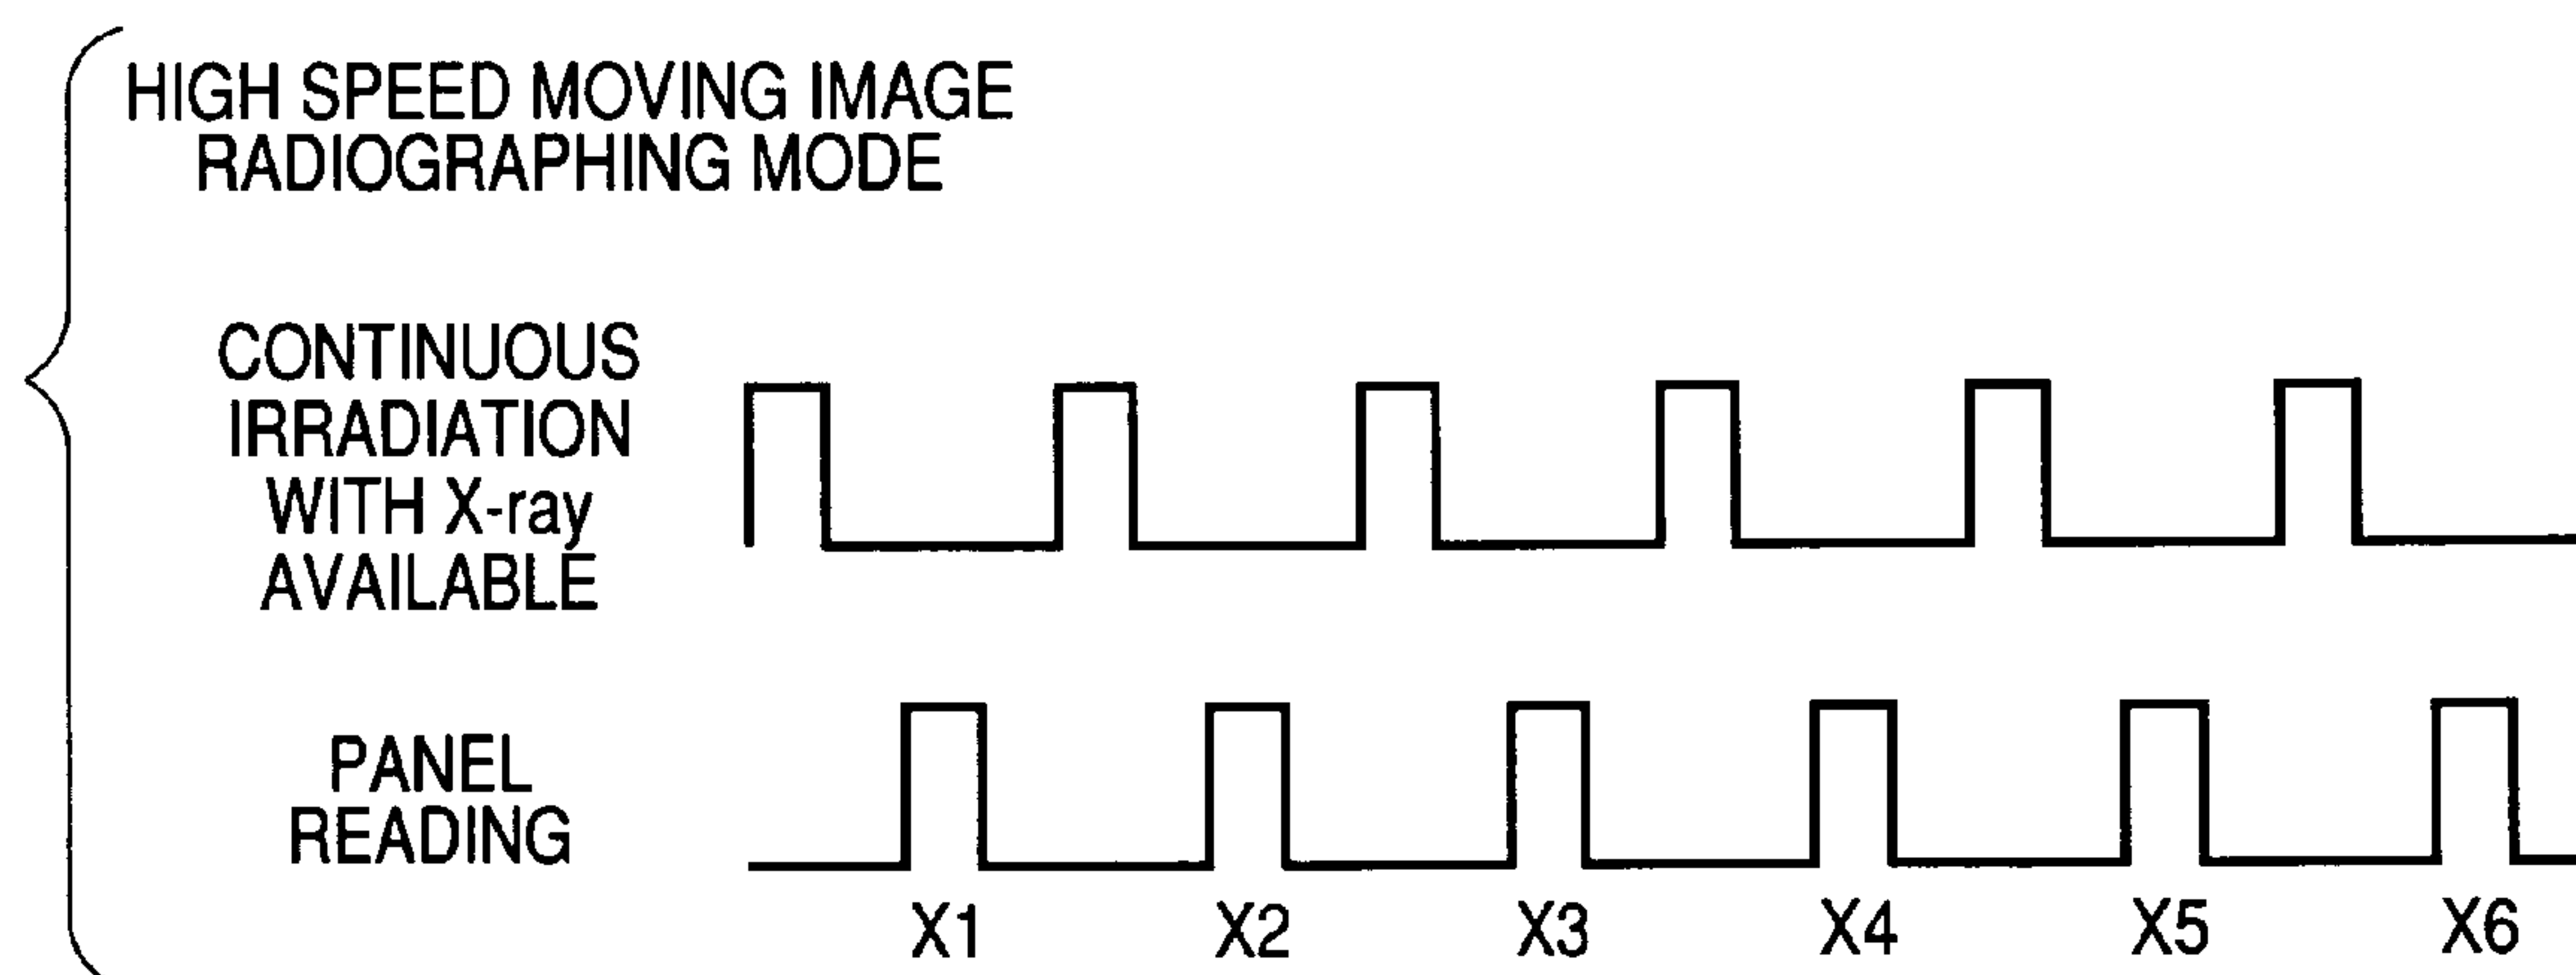 HIGH SPEED MOVING IMAGE
RADIOGRAPHING MODE
CONTINUOUS
IRRADIATION
WITH X-ray
AVAILABLE
PANEL
READING
X1 X2 X3 X4 X5 X6